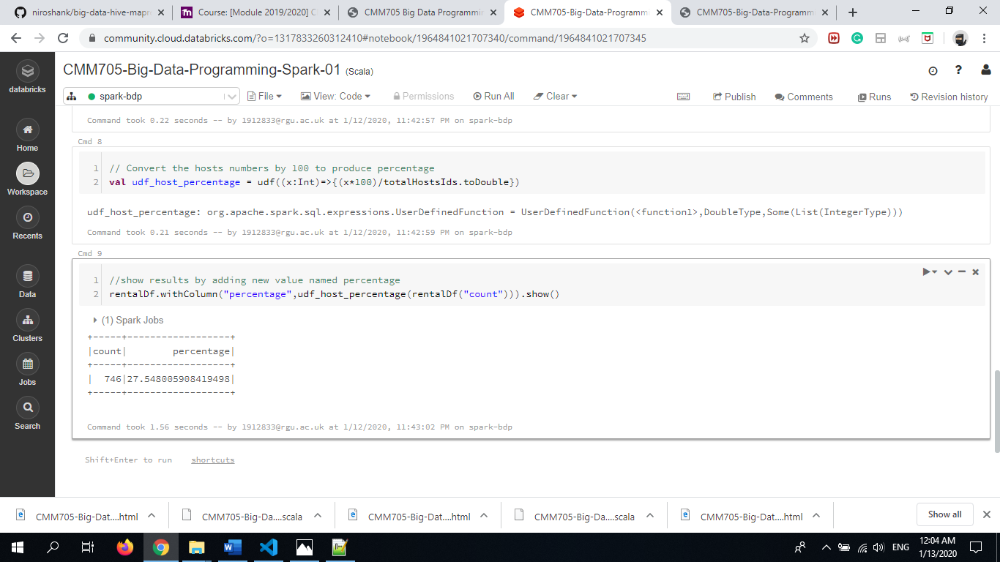 niroshank/big-data-hive-mapr
Course: [Module 2019/2020] C
CMM705 Big Data Programmin
CMM705-Big-Data-Programmi
CMM705-Big-Data-Programm
community.cloud.databricks.com/?o=1317833260312410#notebook/1964841021707340/command/1964841021707345
databricks
Home
Workspace
Recents
Data
Clusters
Jobs
Search
CMM705-Big-Data-Programming-Spark-01 (Scala)
spark-bdp
File
View: Code
Permissions
Run All
Clear
Publish
Comments
Runs
Revision history
Command took 0.22 seconds -- by 1912833@rgu.ac.uk at 1/12/2020, 11:42:57 PM on spark-bdp
Cmd 8
1 // Convert the hosts numbers by 100 to produce percentage
2 val udf_host_percentage = udf((x:Int)=>{(x*100)/totalHostsIds.toDouble})
udf_host_percentage: org.apache.spark.sql.expressions.UserDefinedFunction = UserDefinedFunction(<function1>,DoubleType,Some(List(IntegerType)))
Command took 0.21 seconds -- by 1912833@rgu.ac.uk at 1/12/2020, 11:42:59 PM on spark-bdp
Cmd 9
1 //show results by adding new value named percentage
2 rentalDf.withColumn("percentage",udf_host_percentage(rentalDf("count"))).show()
(1) Spark Jobs
+-----+------------------+
|count|        percentage|
+-----+------------------+
|  746|27.548005908419498|
+-----+------------------+
Command took 1.56 seconds -- by 1912833@rgu.ac.uk at 1/12/2020, 11:43:02 PM on spark-bdp
Shift+Enter to run shortcuts
CMM705-Big-Dat....html
CMM705-Big-Da....scala
CMM705-Big-Dat....html
CMM705-Big-Da....scala
CMM705-Big-Dat....html
Show all
ENG
12:04 AM
1/13/2020